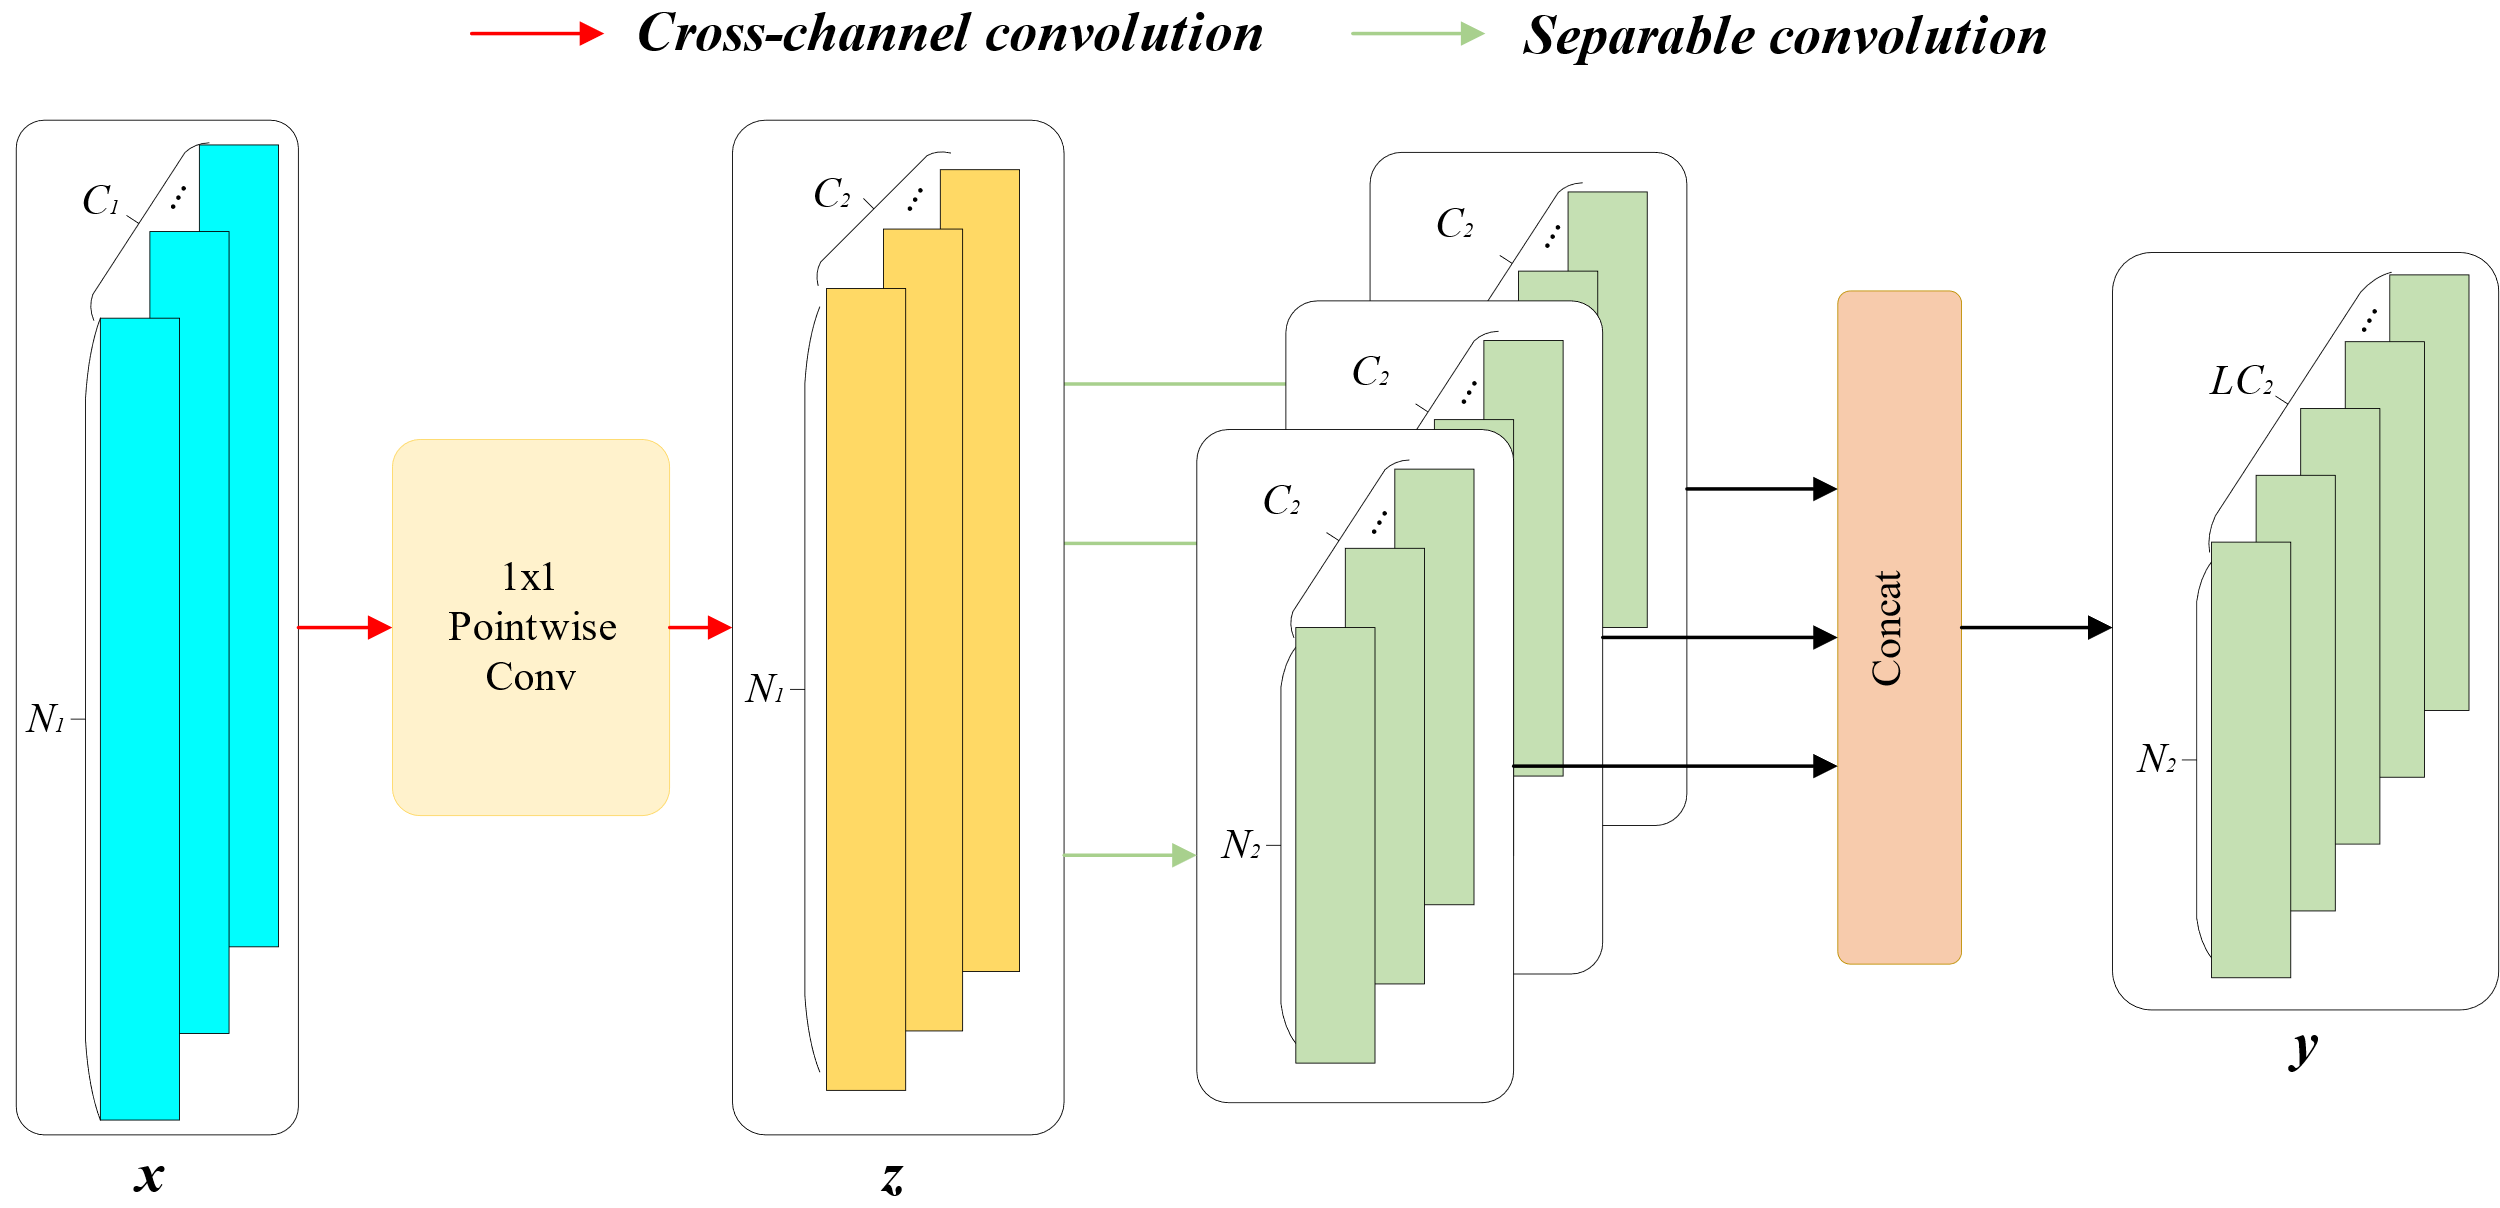 Cross-channel convolution
Separable convolution
C1
N1
x
1x1
Pointwise
Conv
C2
N1
z
C2
C2
C2
N2
Concat
LC2
N2
y